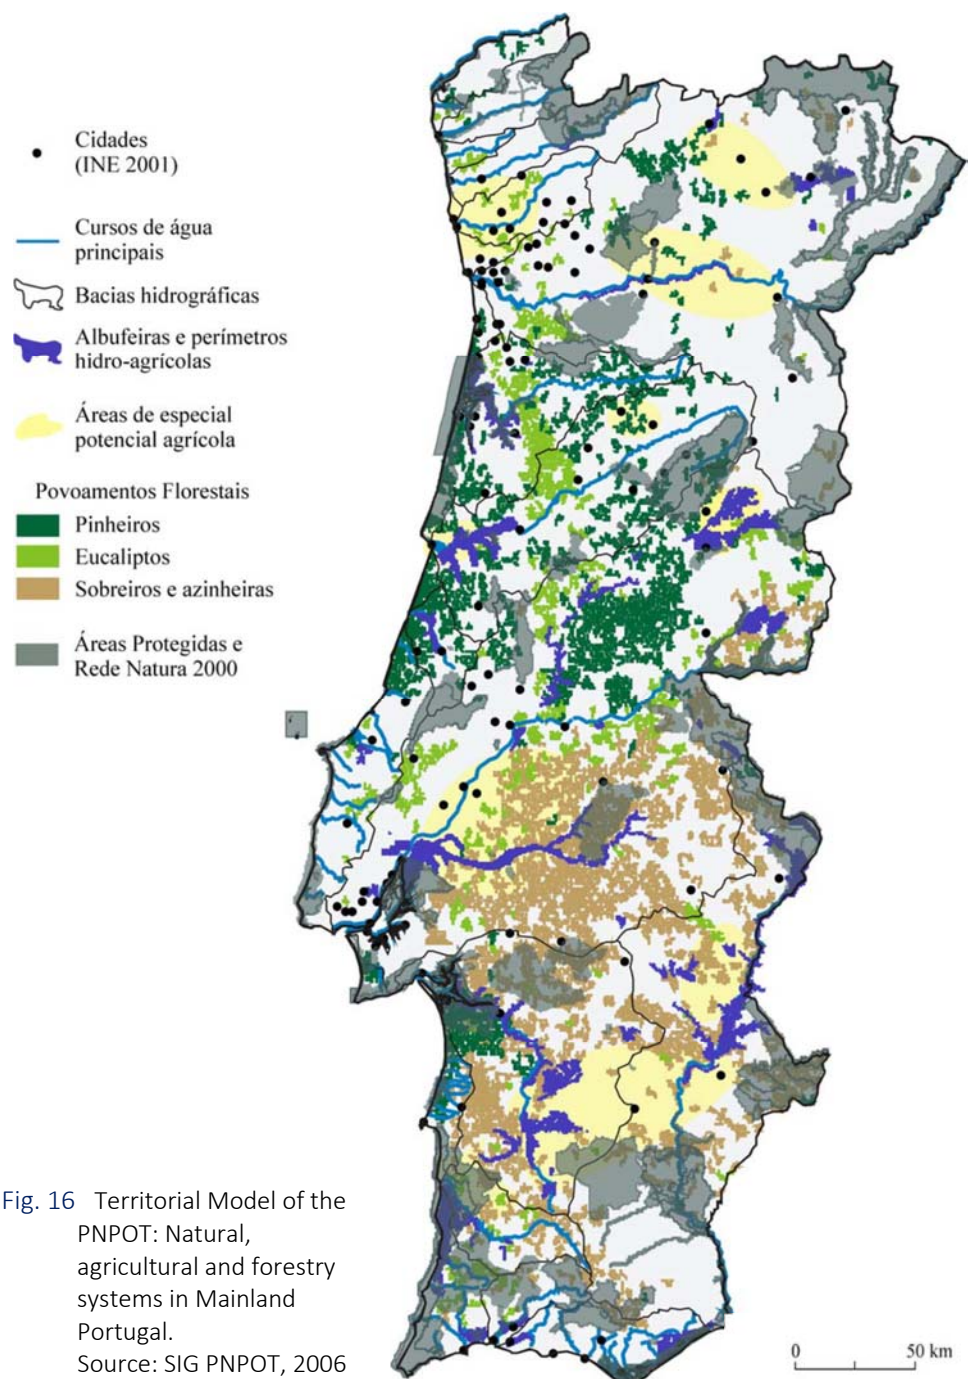 Cidades
(INE 2001)
Cursos de água
principais
Bacias hidrográficas
Albufeiras e perímetros
hidro-agrícolas
Áreas de especial
potencial agrícola
Povoamentos Florestais
Pinheiros
Eucaliptos
Sobreiros e azinheiras
Áreas Protegidas e
Rede Natura 2000
Fig. 16 Territorial Model of the
PNPOT: Natural,
agricultural and forestry
systems in Mainland
Portugal.
Source: SIG PNPOT, 2006
0 50 km